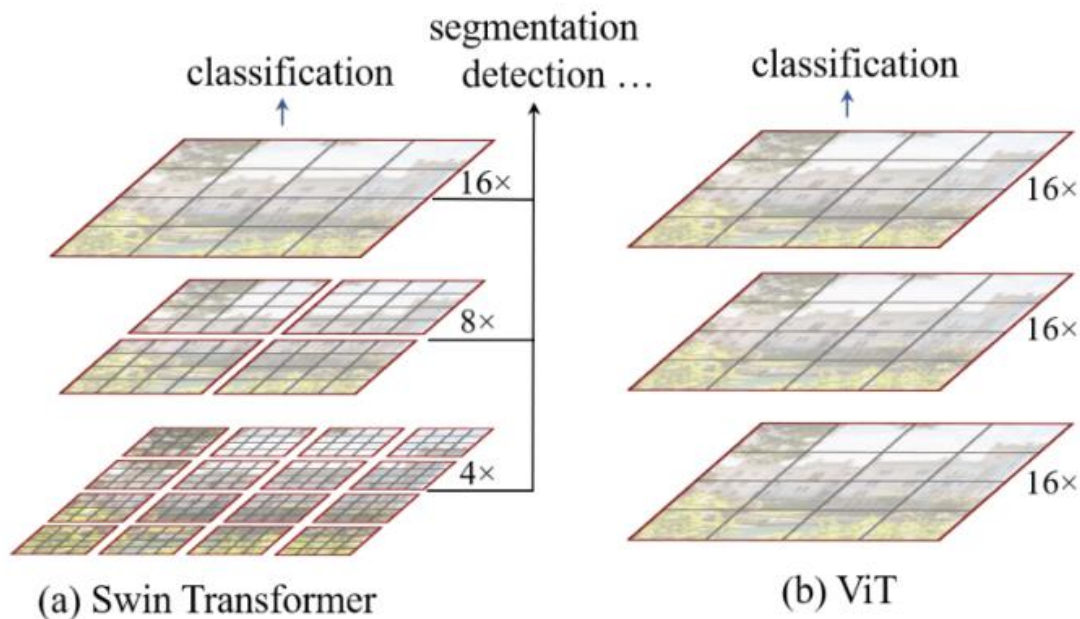 segmentation
detection ...
classification
16×
8×
4×
(a) Swin Transformer
classification
16×
16×
16×
(b) ViT